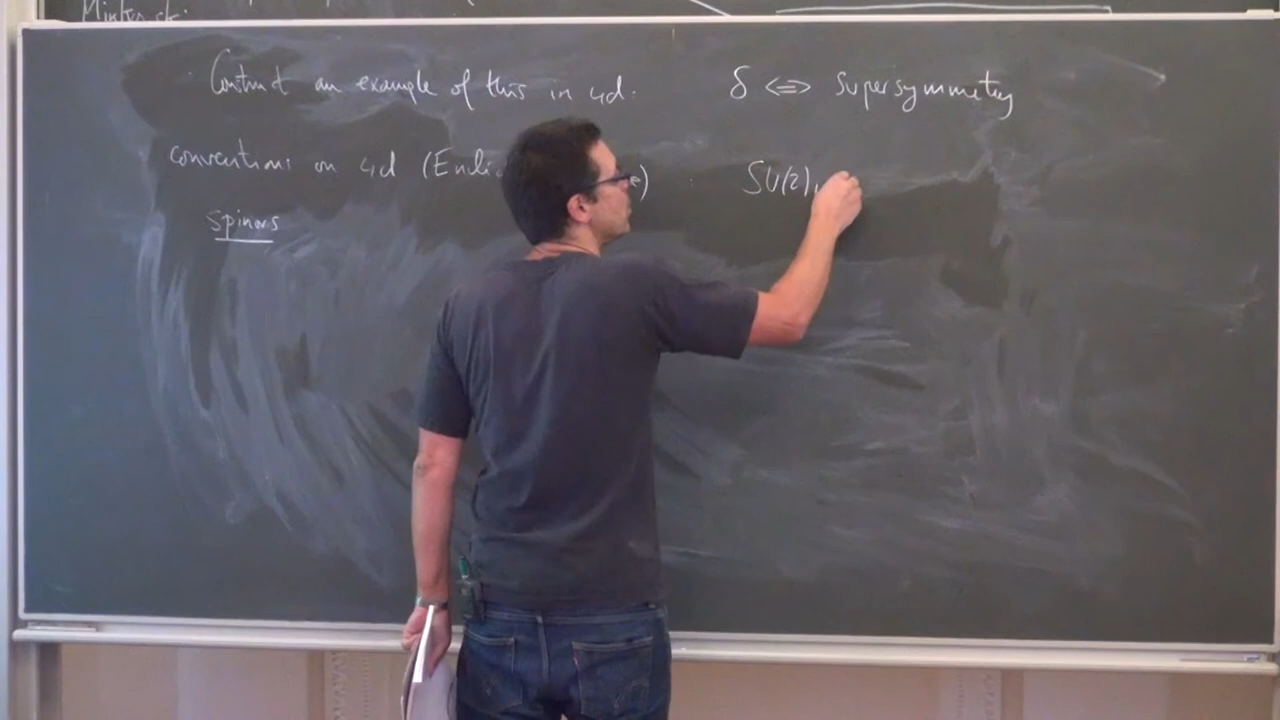 Construct an example of this in 4d. δ <=> Supersymmetry
conventions on 4d (Eucli e) : SU(2)
Spinors